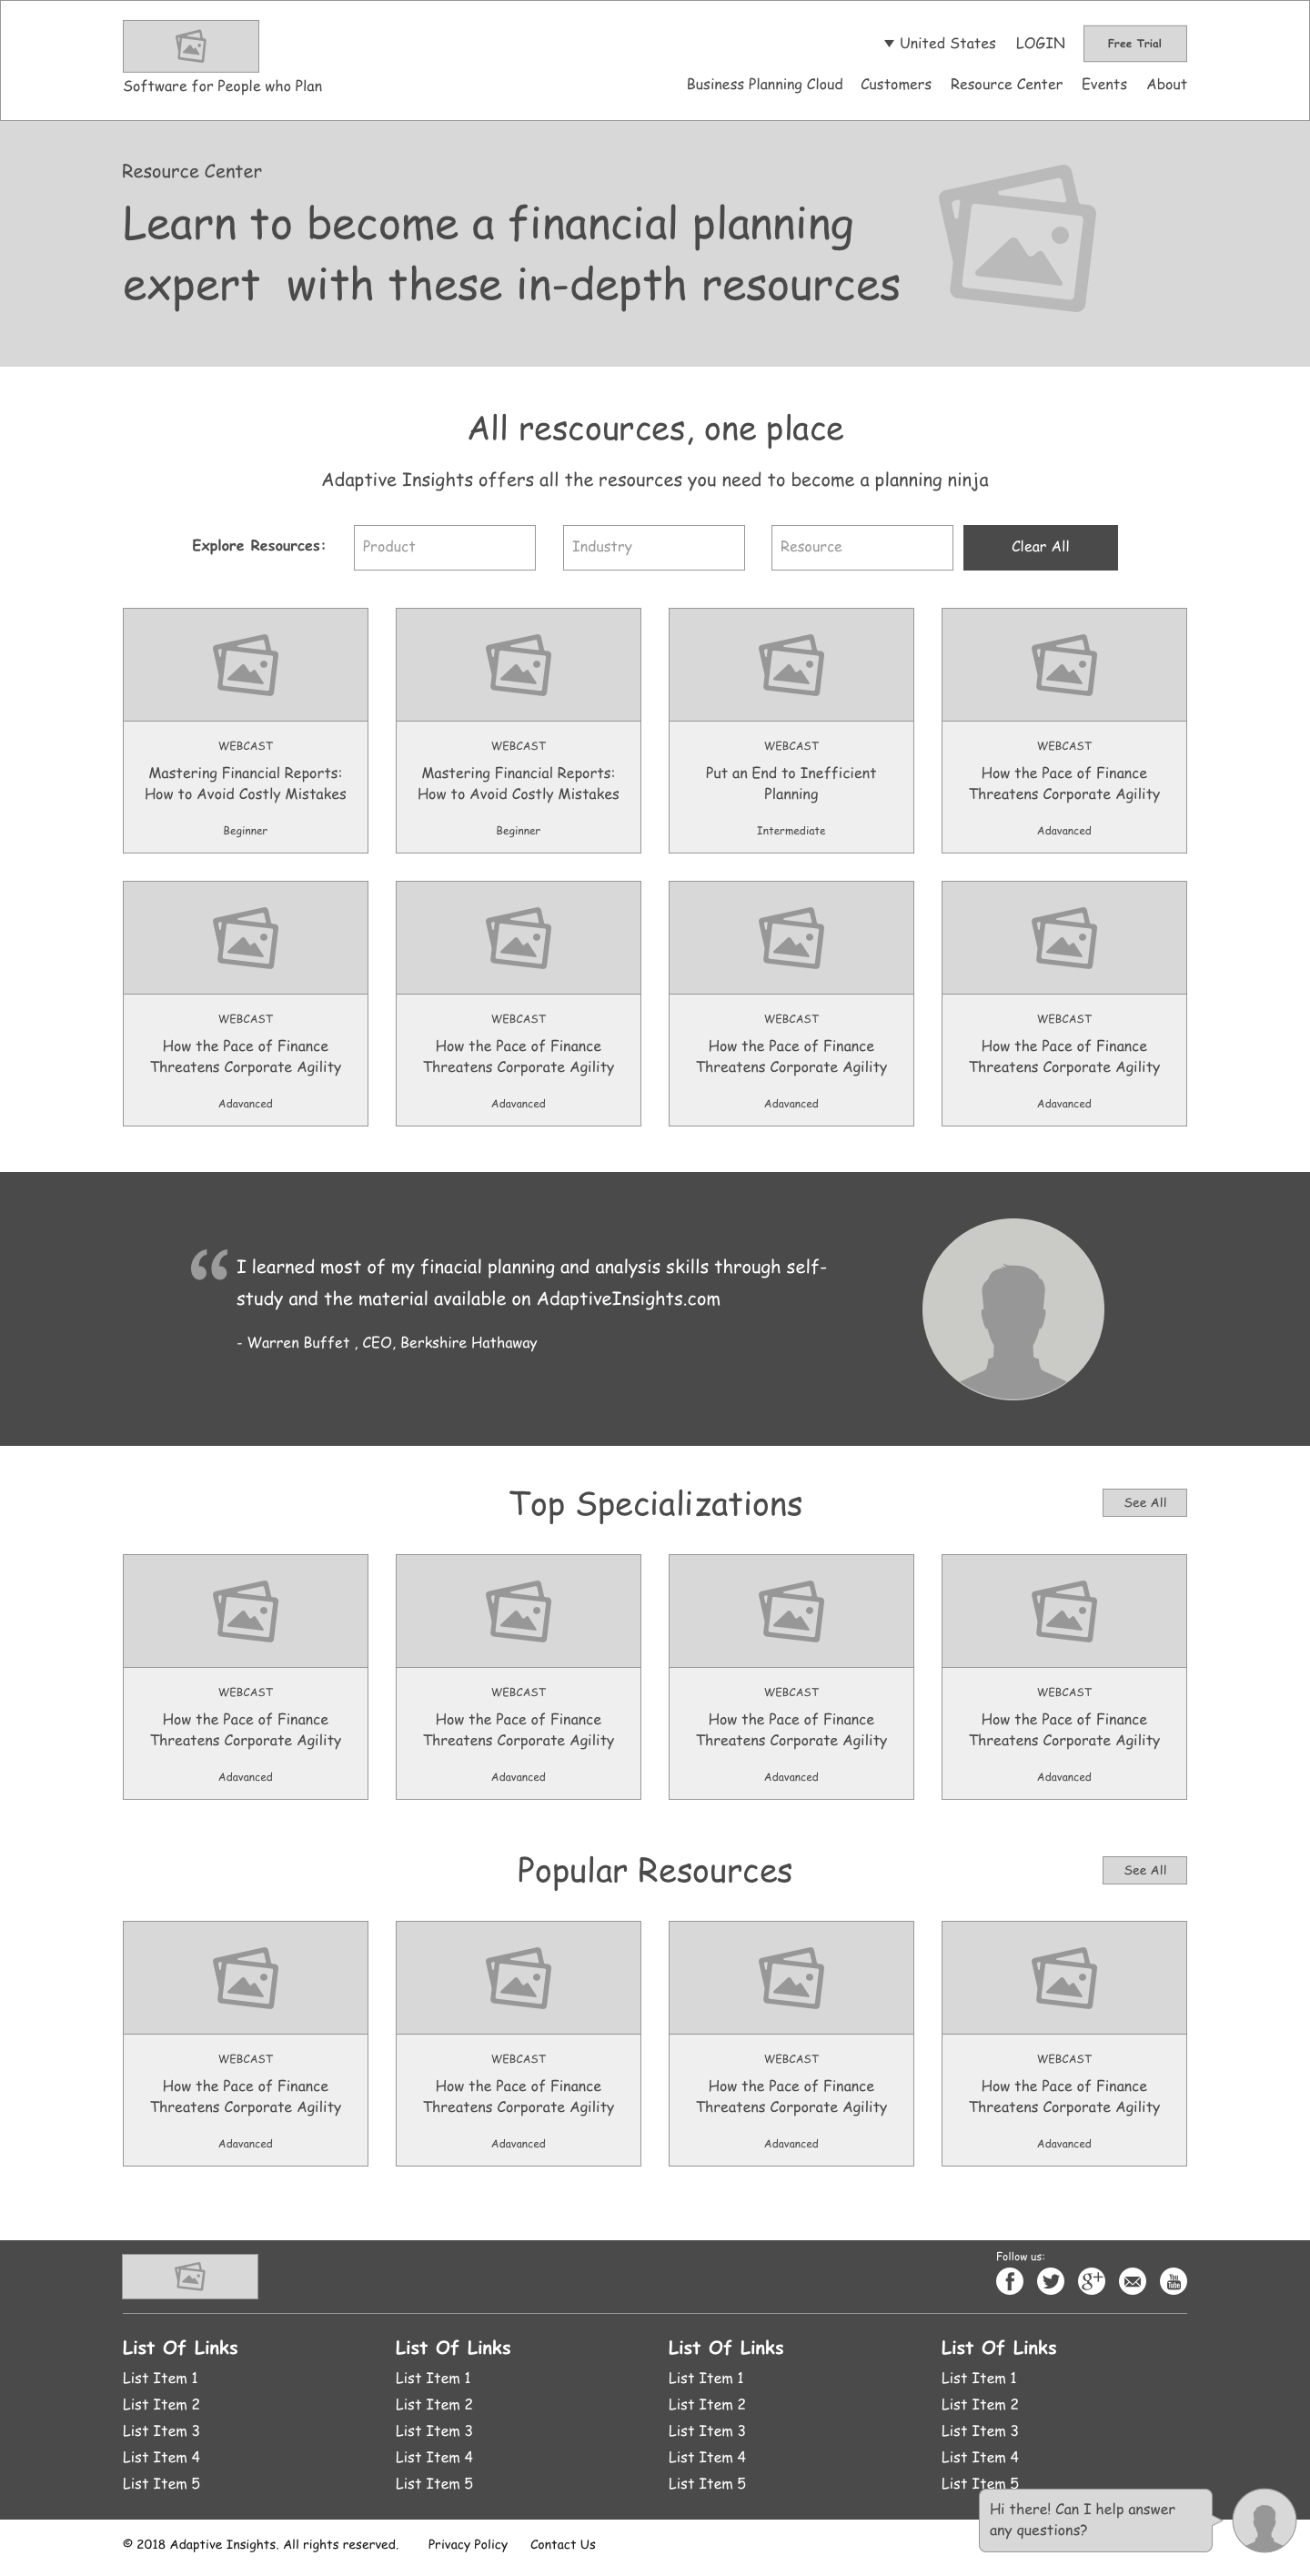 Software for People who Plan
United States LOGIN Free Trial
Business Planning Cloud Customers Resource Center Events About
Resource Center
Learn to become a financial planning
expert with these in-depth resources
All rescources, one place
Adaptive Insights offers all the resources you need to become a planning ninja
Explore Resources: Product Industry Resource Clear All
WEBCAST
Mastering Financial Reports:
How to Avoid Costly Mistakes
Beginner
WEBCAST
Mastering Financial Reports:
How to Avoid Costly Mistakes
Beginner
WEBCAST
Put an End to Inefficient
Planning
Intermediate
WEBCAST
How the Pace of Finance
Threatens Corporate Agility
Adavanced
WEBCAST
How the Pace of Finance
Threatens Corporate Agility
Adavanced
WEBCAST
How the Pace of Finance
Threatens Corporate Agility
Adavanced
WEBCAST
How the Pace of Finance
Threatens Corporate Agility
Adavanced
WEBCAST
How the Pace of Finance
Threatens Corporate Agility
Adavanced
“ I learned most of my finacial planning and analysis skills through self-
study and the material available on AdaptiveInsights.com
- Warren Buffet , CEO, Berkshire Hathaway
Top Specializations
See All
WEBCAST
How the Pace of Finance
Threatens Corporate Agility
Adavanced
WEBCAST
How the Pace of Finance
Threatens Corporate Agility
Adavanced
WEBCAST
How the Pace of Finance
Threatens Corporate Agility
Adavanced
WEBCAST
How the Pace of Finance
Threatens Corporate Agility
Adavanced
Popular Resources
See All
WEBCAST
How the Pace of Finance
Threatens Corporate Agility
Adavanced
WEBCAST
How the Pace of Finance
Threatens Corporate Agility
Adavanced
WEBCAST
How the Pace of Finance
Threatens Corporate Agility
Adavanced
WEBCAST
How the Pace of Finance
Threatens Corporate Agility
Adavanced
Follow us:
f g+ You Tube
List Of Links
List Item 1
List Item 2
List Item 3
List Item 4
List Item 5
List Of Links
List Item 1
List Item 2
List Item 3
List Item 4
List Item 5
List Of Links
List Item 1
List Item 2
List Item 3
List Item 4
List Item 5
List Of Links
List Item 1
List Item 2
List Item 3
List Item 4
List Item 5
Hi there! Can I help answer
any questions?
© 2018 Adaptive Insights. All rights reserved. Privacy Policy Contact Us